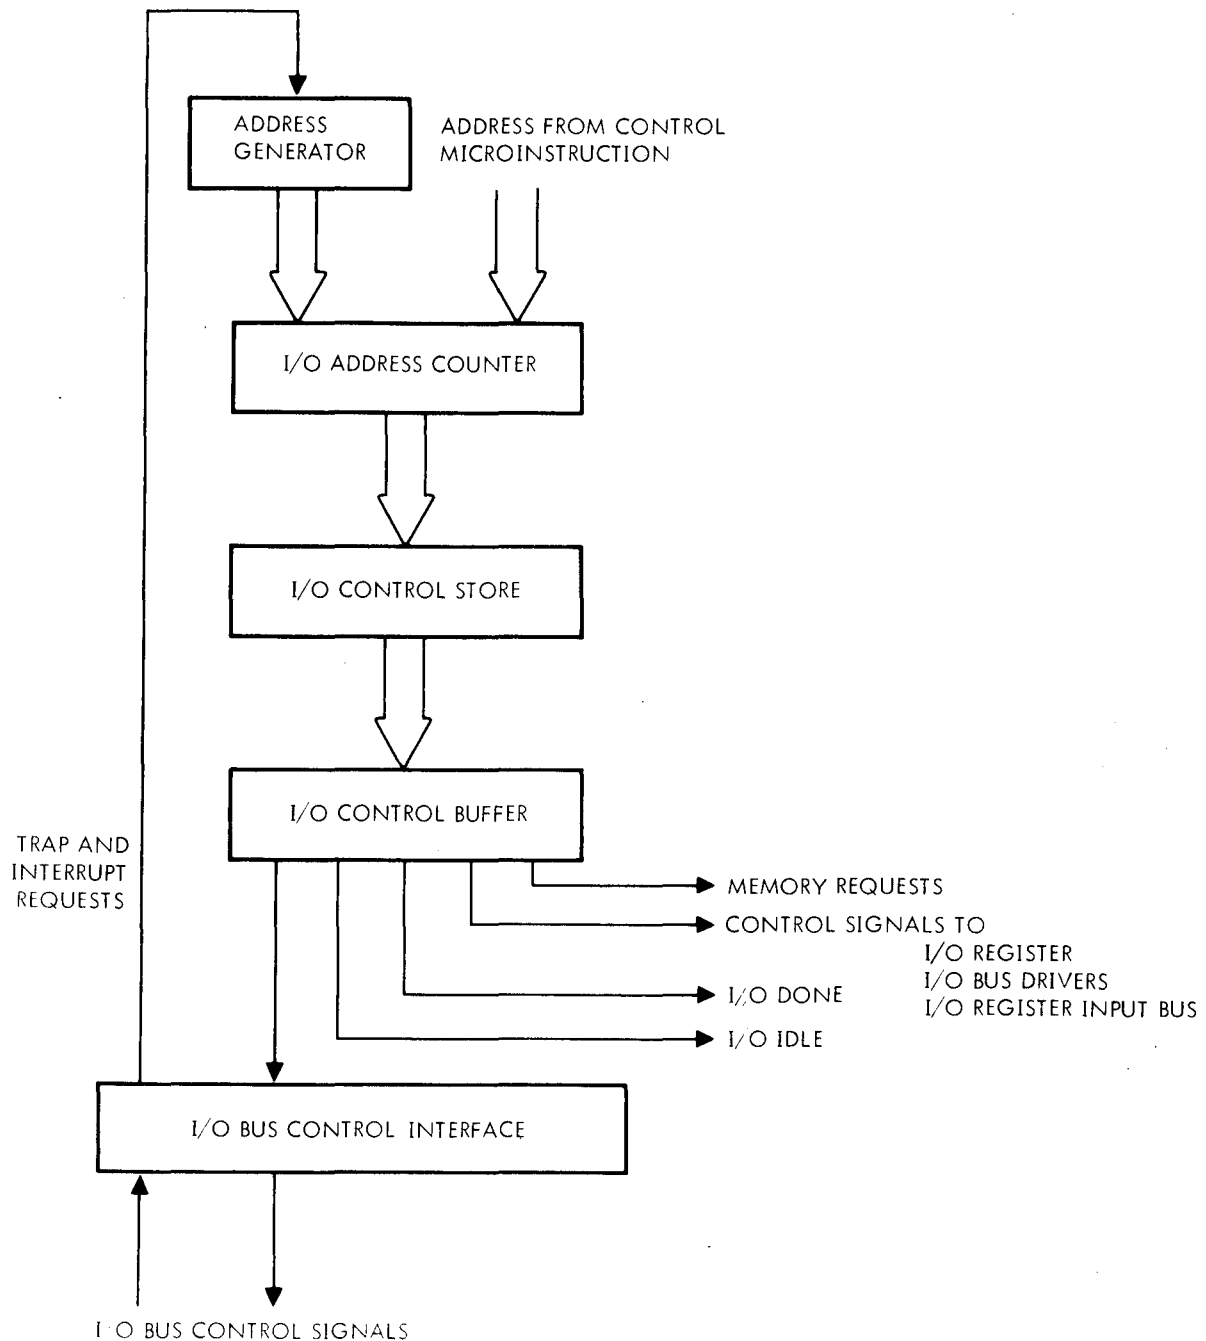 ADDRESS
GENERATOR
ADDRESS FROM CONTROL
MICROINSTRUCTION
I/O ADDRESS COUNTER
I/O CONTROL STORE
I/O CONTROL BUFFER
TRAP AND
INTERRUPT
REQUESTS
MEMORY REQUESTS
CONTROL SIGNALS TO
I/O REGISTER
I/O BUS DRIVERS
I/O REGISTER INPUT BUS
I/O DONE
I/O IDLE
I/O BUS CONTROL INTERFACE
I/O BUS CONTROL SIGNALS